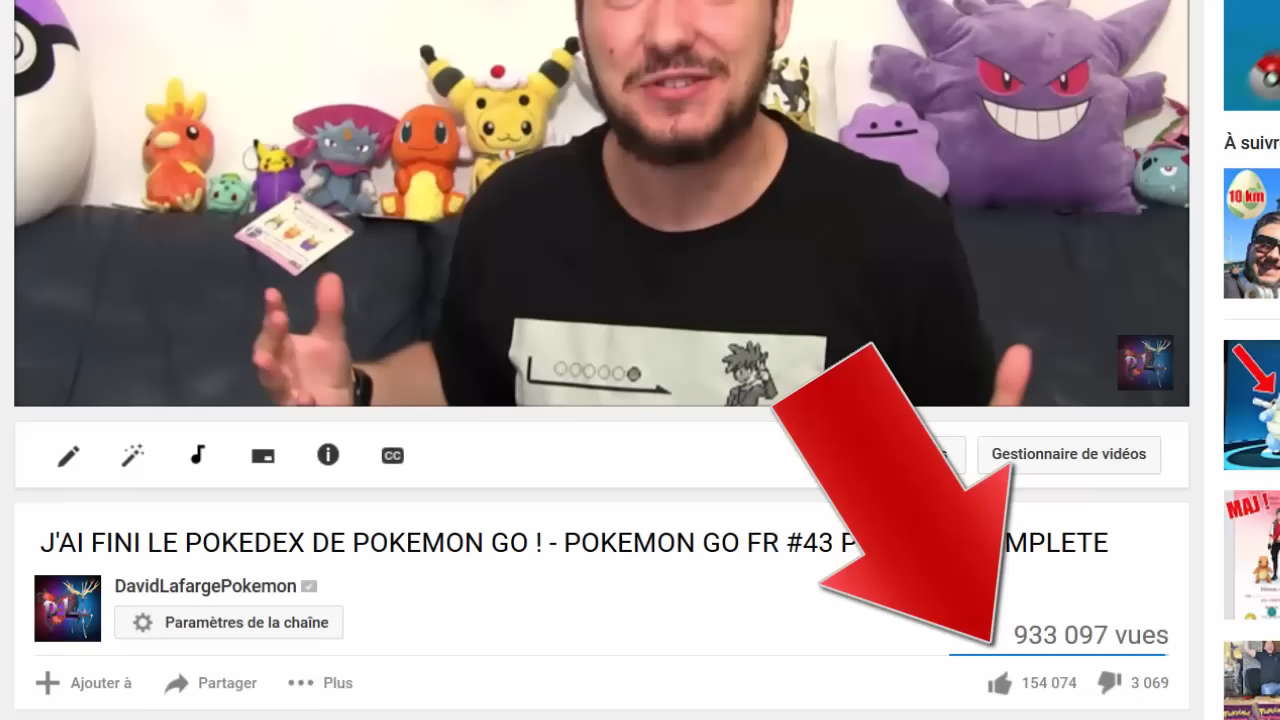 À suivr
10 km
CC
Gestionnaire de vidéos
J'AI FINI LE POKEDEX DE POKEMON GO ! - POKEMON GO FR #43 P MPLETE
DavidLafargePokemon
Paramètres de la chaîne
933 097 vues
Ajouter à
Partager
Plus
154 074
3 069
MAJ !